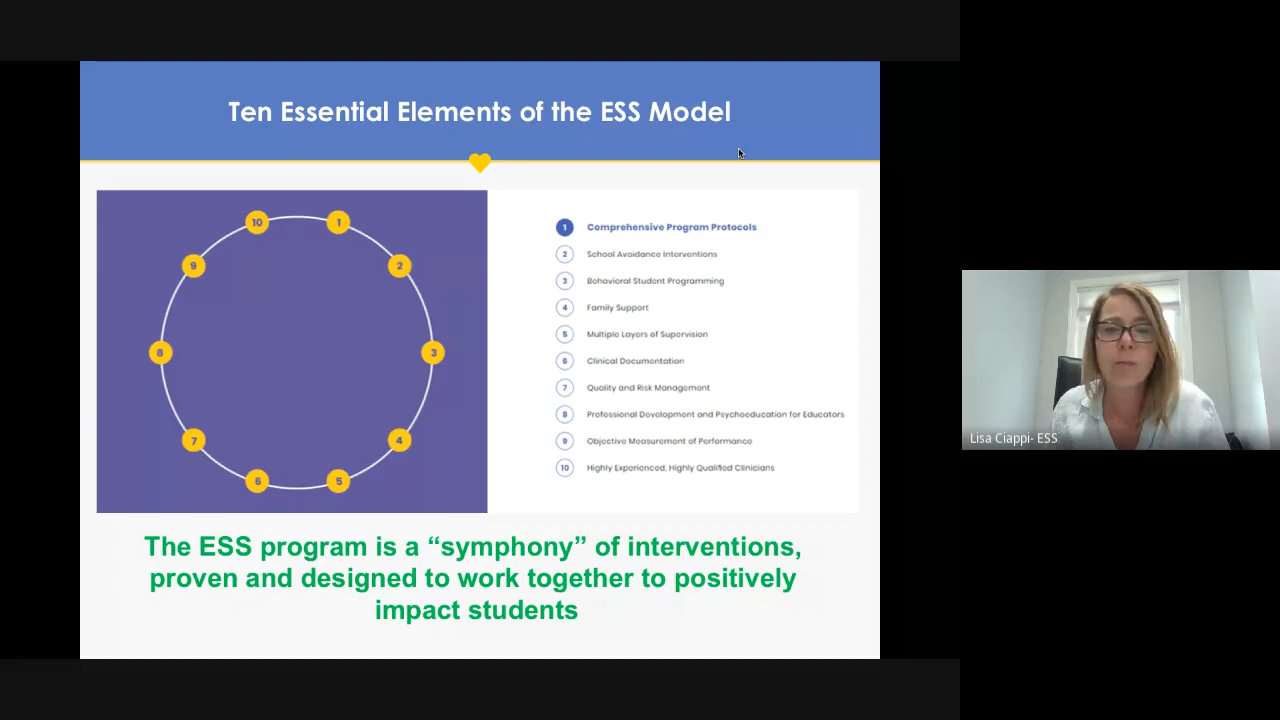 Ten Essential Elements of the ESS Model
10
1
9
2
8
3
7
4
6
5
1 Comprehensive Program Protocols
2 School Avoidance Interventions
3 Behavioral Student Programming
4 Family Support
5 Multiple Layers of Supervision
6 Clinical Documentation
7 Quality and Risk Management
8 Professional Development and Psychoeducation for Educators
9 Objective Measurement of Performance
10 Highly Experienced, Highly Qualified Clinicians
The ESS program is a “symphony” of interventions,
proven and designed to work together to positively
impact students
Lisa Ciappi- ESS